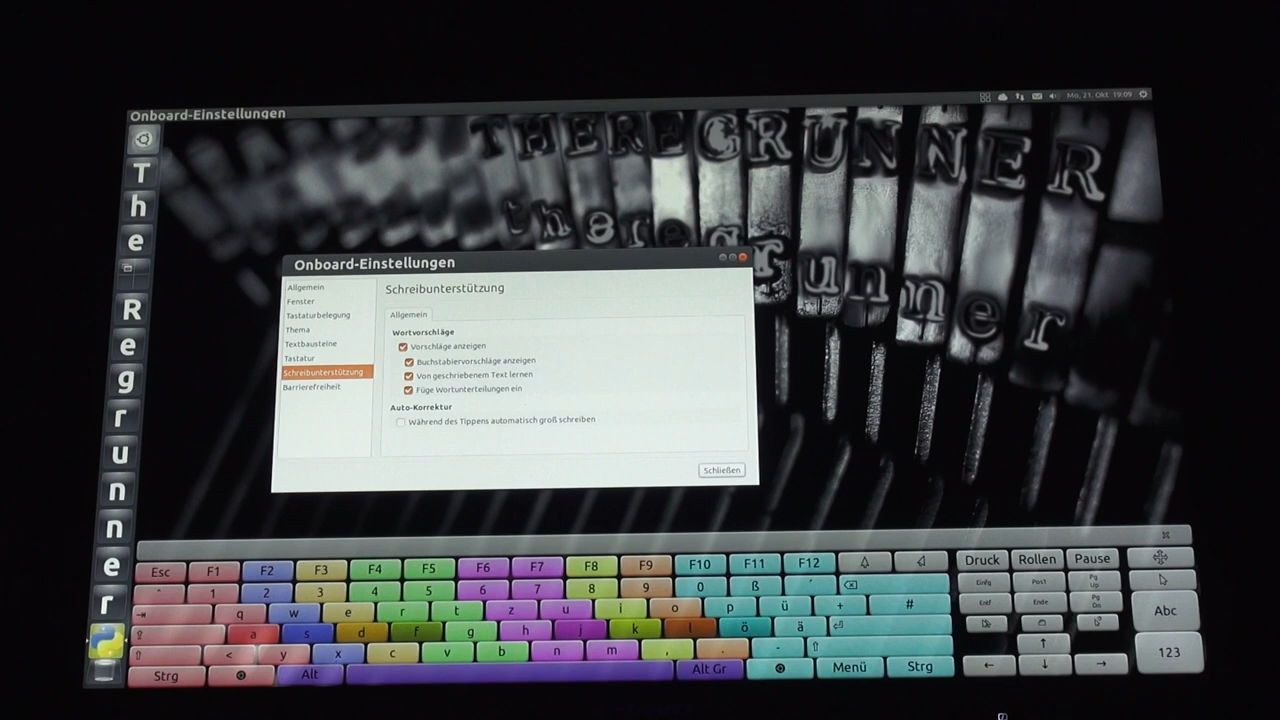 Onboard-Einstellungen
Mo, 21. Okt 19:09
T
h
e
R
e
g
r
u
n
n
e
r
THEREGRUNNER
theregrunner
Onboard-Einstellungen
Allgemein
Fenster
Tastaturbelegung
Thema
Textbausteine
Tastatur
Schreibunterstützung
Barrierefreiheit
Schreibunterstützung
Allgemein
Wortvorschläge
Vorschläge anzeigen
Buchstabiervorschläge anzeigen
Von geschriebenem Text lernen
Füge Wortunterteilungen ein
Auto-Korrektur
Während des Tippens automatisch groß schreiben
Schließen
Esc F1 F2 F3 F4 F5 F6 F7 F8 F9 F10 F11 F12 Druck Rollen Pause
^ 1 2 3 4 5 6 7 8 9 0 ß ´ Einfg Pos1 Pg Up
q w e r t z u i o p ü + # Entf Ende Pg Dn Abc
a s d f g h j k l ö ä
< y x c v b n m , . - ↑ 123
Strg Alt Alt Gr Menü Strg ← ↓ →